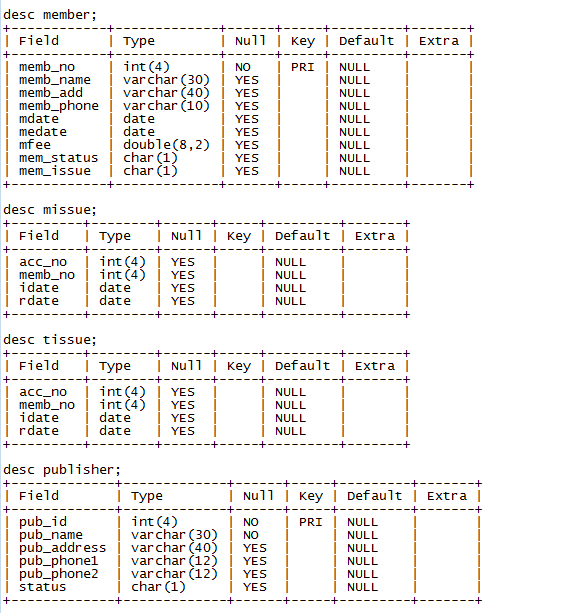 desc member;
+------------+-------------+------+-----+---------+-------+
| Field      | Type        | Null | Key | Default | Extra |
+------------+-------------+------+-----+---------+-------+
| memb_no    | int(4)      | NO   | PRI | NULL    |       |
| memb_name  | varchar(30) | YES  |     | NULL    |       |
| memb_add   | varchar(40) | YES  |     | NULL    |       |
| memb_phone | varchar(10) | YES  |     | NULL    |       |
| mdate      | date        | YES  |     | NULL    |       |
| medate     | date        | YES  |     | NULL    |       |
| mfee       | double(8,2) | YES  |     | NULL    |       |
| mem_status | char(1)     | YES  |     | NULL    |       |
| mem_issue  | char(1)     | YES  |     | NULL    |       |
+------------+-------------+------+-----+---------+-------+
desc missue;
+---------+--------+------+-----+---------+-------+
| Field   | Type   | Null | Key | Default | Extra |
+---------+--------+------+-----+---------+-------+
| acc_no  | int(4) | YES  |     | NULL    |       |
| memb_no | int(4) | YES  |     | NULL    |       |
| idate   | date   | YES  |     | NULL    |       |
| rdate   | date   | YES  |     | NULL    |       |
+---------+--------+------+-----+---------+-------+
desc tissue;
+---------+--------+------+-----+---------+-------+
| Field   | Type   | Null | Key | Default | Extra |
+---------+--------+------+-----+---------+-------+
| acc_no  | int(4) | YES  |     | NULL    |       |
| memb_no | int(4) | YES  |     | NULL    |       |
| idate   | date   | YES  |     | NULL    |       |
| rdate   | date   | YES  |     | NULL    |       |
+---------+--------+------+-----+---------+-------+
desc publisher;
+-------------+-------------+------+-----+---------+-------+
| Field       | Type        | Null | Key | Default | Extra |
+-------------+-------------+------+-----+---------+-------+
| pub_id      | int(4)      | NO   | PRI | NULL    |       |
| pub_name    | varchar(30) | NO   |     | NULL    |       |
| pub_address | varchar(40) | YES  |     | NULL    |       |
| pub_phone1  | varchar(12) | YES  |     | NULL    |       |
| pub_phone2  | varchar(12) | YES  |     | NULL    |       |
| status      | char(1)     | YES  |     | NULL    |       |
+-------------+-------------+------+-----+---------+-------+